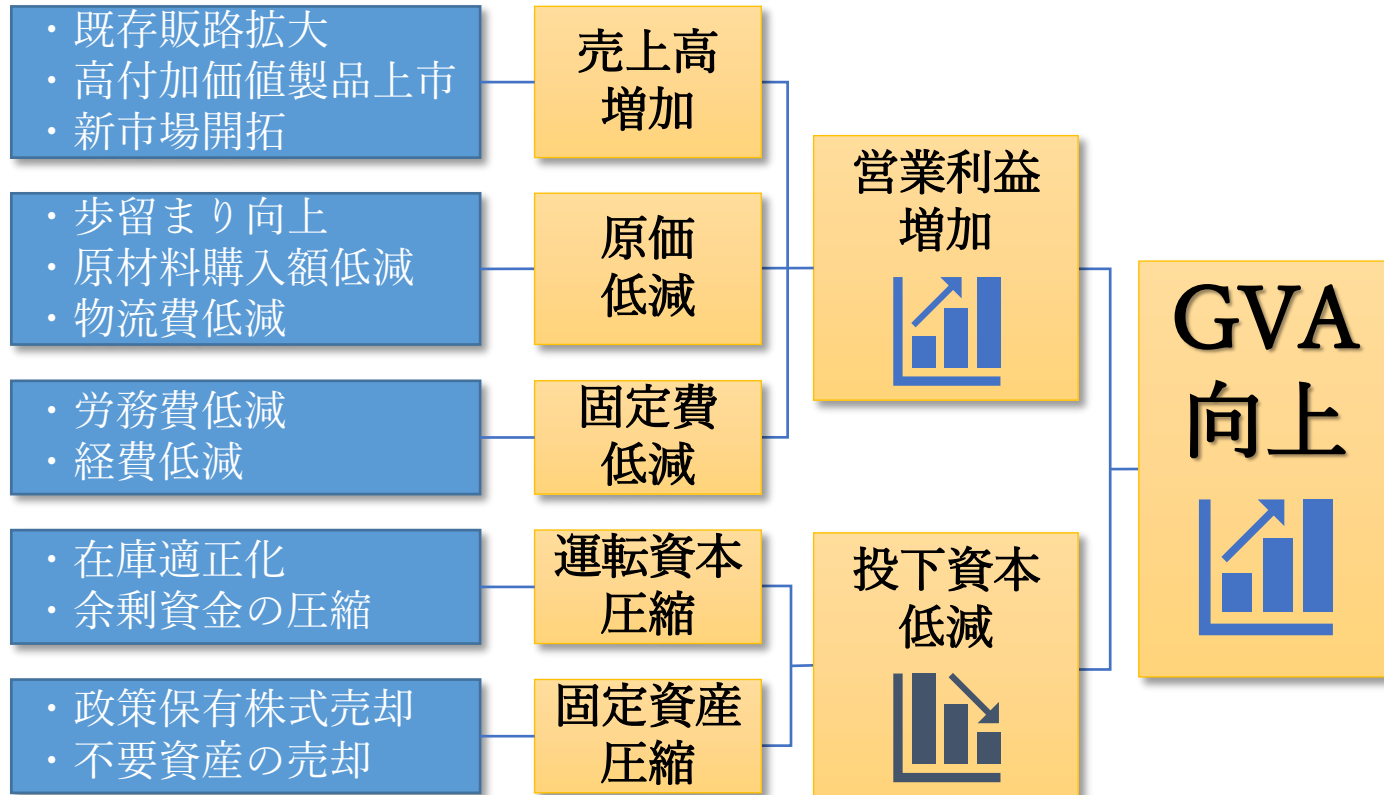 ・既存販路拡大
・高付加価値製品上市
・新市場開拓
売上高
増加
・歩留まり向上
・原材料購入額低減
・物流費低減
原価
低減
・労務費低減
・経費低減
固定費
低減
営業利益
増加
・在庫適正化
・余剰資金の圧縮
運転資本
圧縮
・政策保有株式売却
・不要資産の売却
固定資産
圧縮
投下資本
低減
GVA
向上